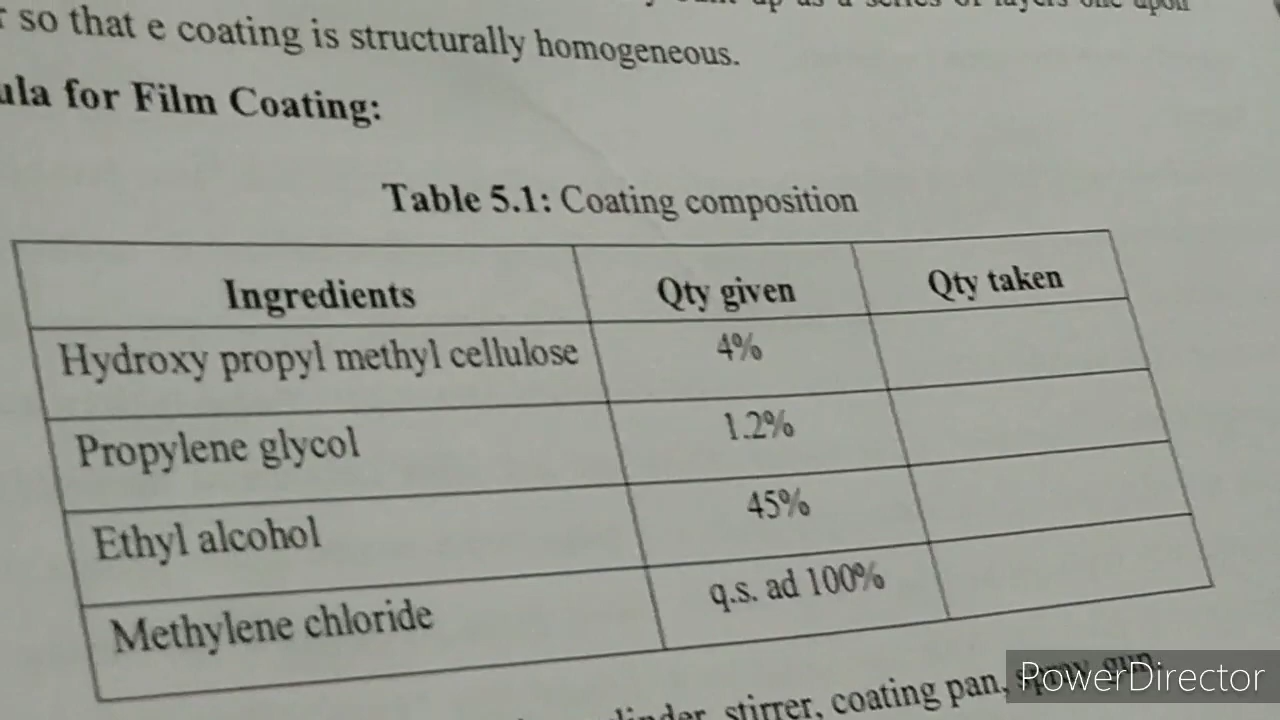 so that e coating is structurally homogeneous.
for Film Coating:
Table 5.1: Coating composition
Ingredients Qty given Qty taken
Hydroxy propyl methyl cellulose 4%
Propylene glycol 1.2%
Ethyl alcohol 45%
Methylene chloride q.s. ad 100%
stirrer, coating pan, spray gun,
PowerDirector